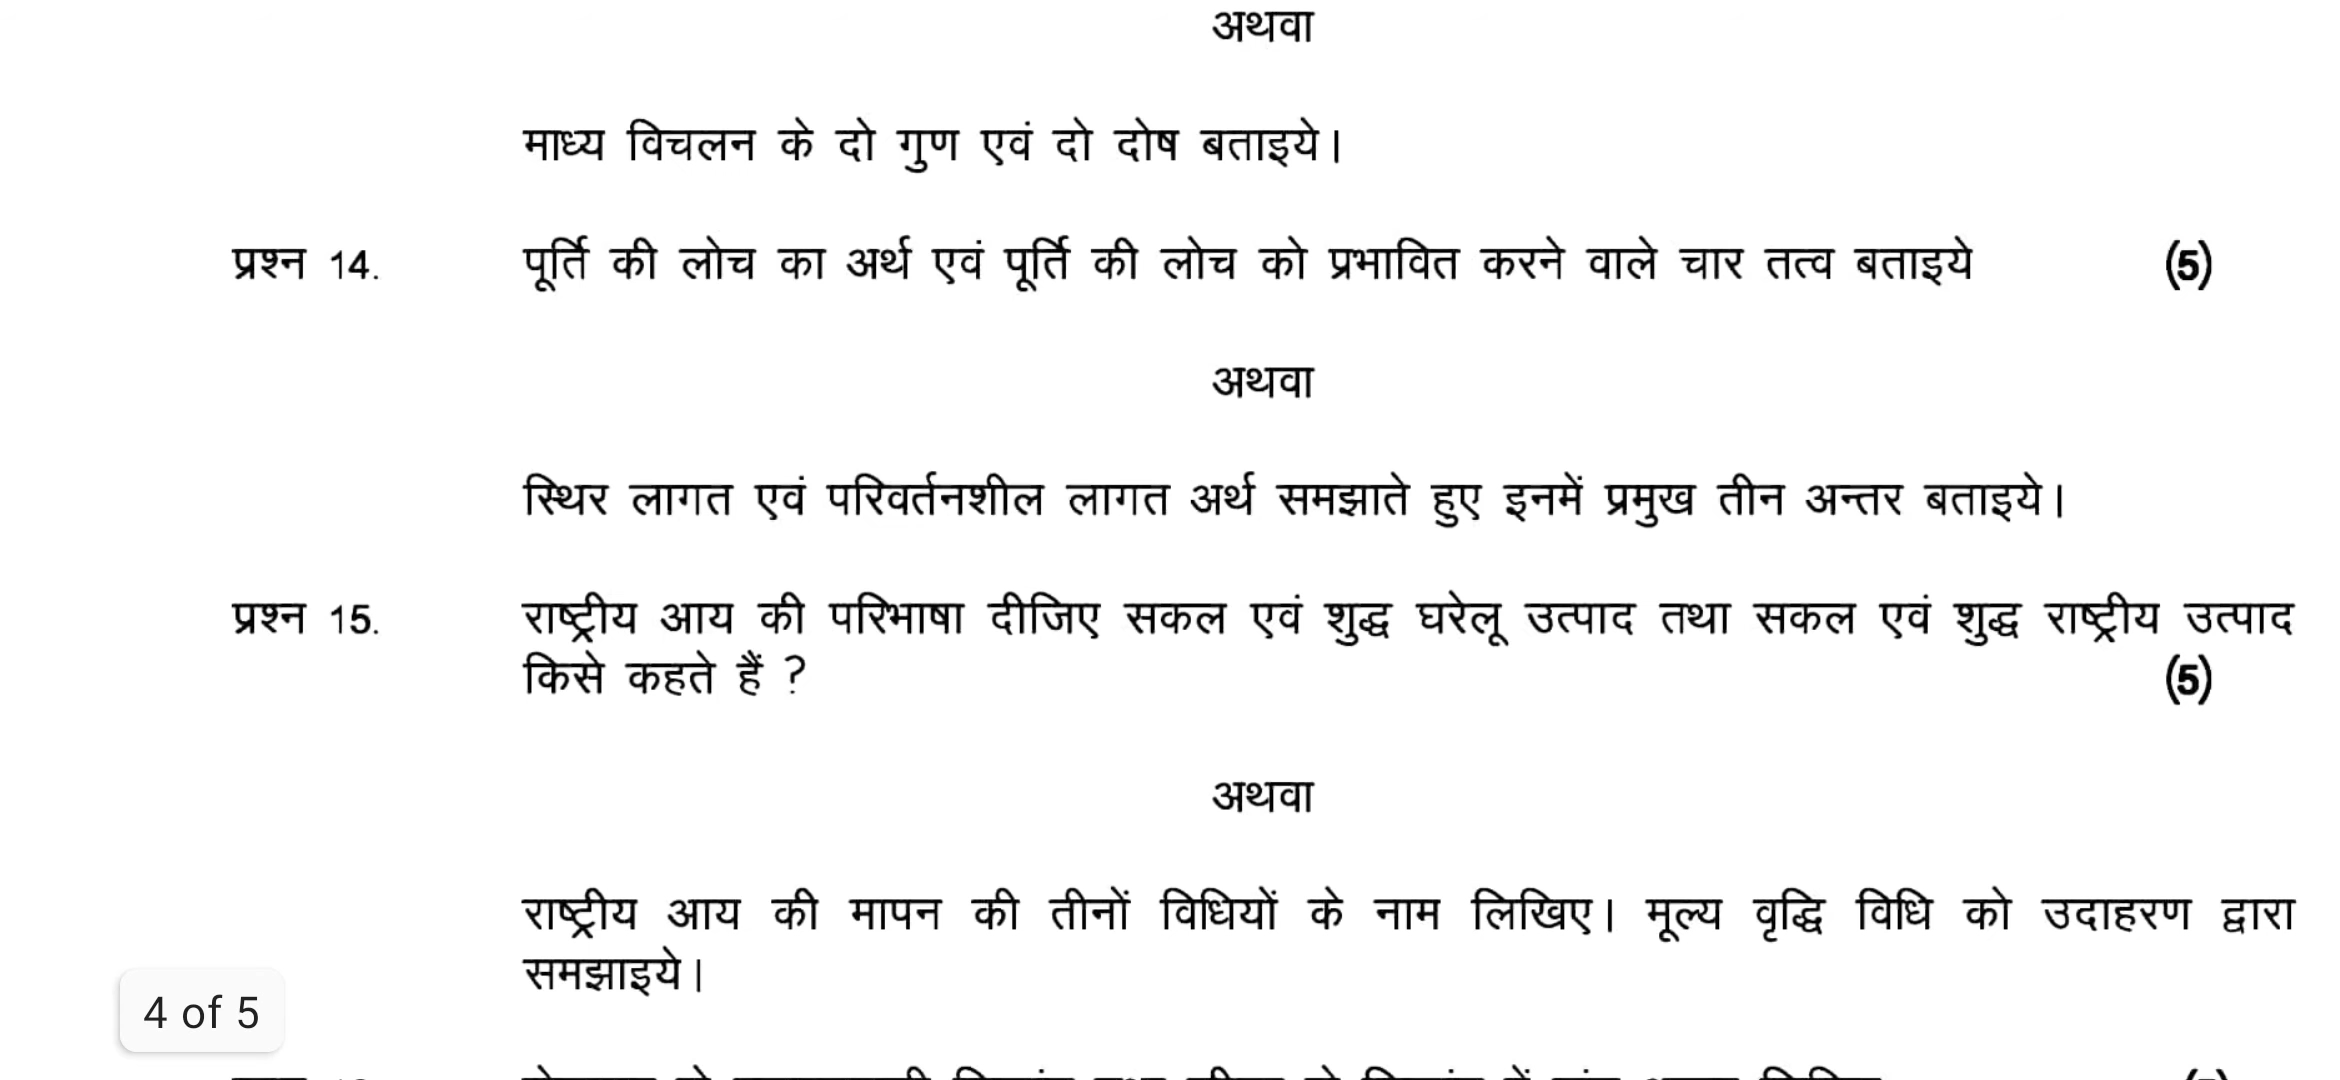 अथवा
माध्य विचलन के दो गुण एवं दो दोष बताइये।
प्रश्न 14. पूर्ति की लोच का अर्थ एवं पूर्ति की लोच को प्रभावित करने वाले चार तत्व बताइये (5)
अथवा
स्थिर लागत एवं परिवर्तनशील लागत अर्थ समझाते हुए इनमें प्रमुख तीन अन्तर बताइये।
प्रश्न 15. राष्ट्रीय आय की परिभाषा दीजिए सकल एवं शुद्ध घरेलू उत्पाद तथा सकल एवं शुद्ध राष्ट्रीय उत्पाद
किसे कहते हैं ? (5)
अथवा
राष्ट्रीय आय की मापन की तीनों विधियों के नाम लिखिए। मूल्य वृद्धि विधि को उदाहरण द्वारा
समझाइये।
4 of 5